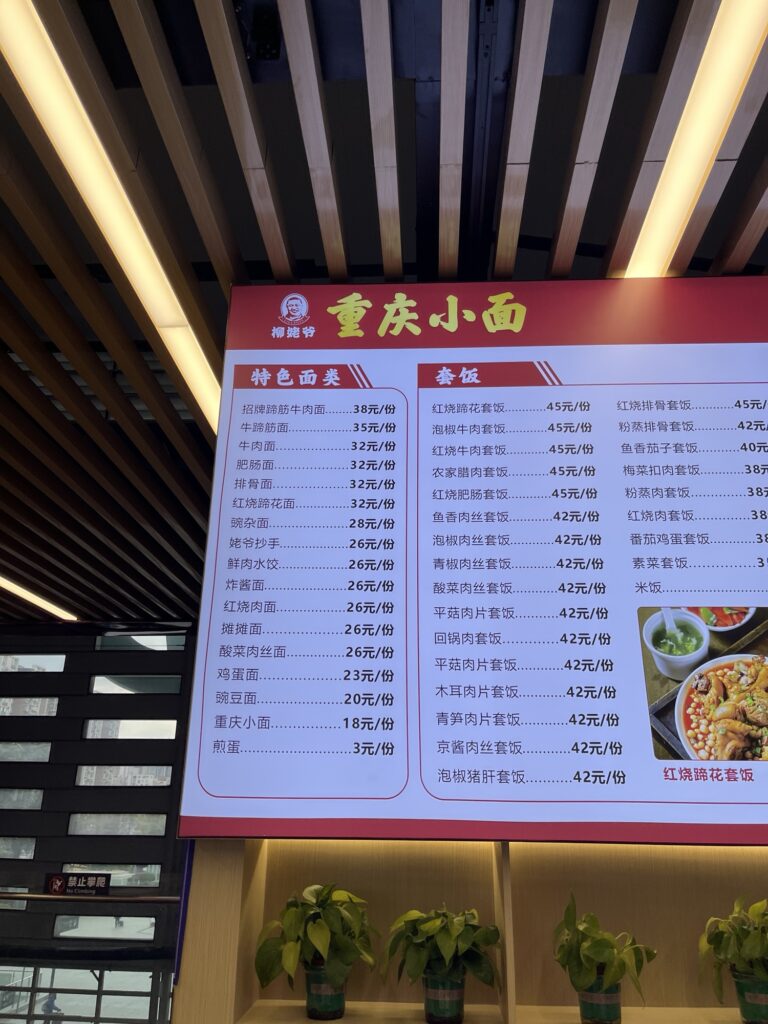 柳姥爷
重庆小面
特色面类
招牌蹄筋牛肉面........38元/份
牛蹄筋面................35元/份
牛肉面..................32元/份
肥肠面..................32元/份
排骨面..................32元/份
红烧蹄花面............32元/份
豌杂面..................28元/份
姥爷抄手................26元/份
鲜肉水饺................26元/份
炸酱面..................26元/份
红烧肉面................26元/份
摊摊面..................26元/份
酸菜肉丝面............26元/份
鸡蛋面..................23元/份
豌豆面..................20元/份
重庆小面................18元/份
煎蛋......................3元/份
套饭
红烧蹄花套饭............45元/份
泡椒牛肉套饭............45元/份
红烧牛肉套饭............45元/份
农家腊肉套饭............45元/份
红烧肥肠套饭............45元/份
鱼香肉丝套饭............42元/份
泡椒肉丝套饭............42元/份
青椒肉丝套饭............42元/份
酸菜肉丝套饭............42元/份
平菇肉片套饭............42元/份
回锅肉套饭..............42元/份
平菇肉片套饭............42元/份
木耳肉片套饭............42元/份
青笋肉片套饭............42元/份
京酱肉丝套饭............42元/份
泡椒猪肝套饭............42元/份
红烧排骨套饭............45元/
粉蒸排骨套饭............42元/
鱼香茄子套饭............40元
梅菜扣肉套饭............38元
粉蒸肉套饭..............38元
红烧肉套饭..............38
番茄鸡蛋套饭............38
素菜套饭................3
米饭......................
红烧蹄花套饭
禁止攀爬
No Climbing